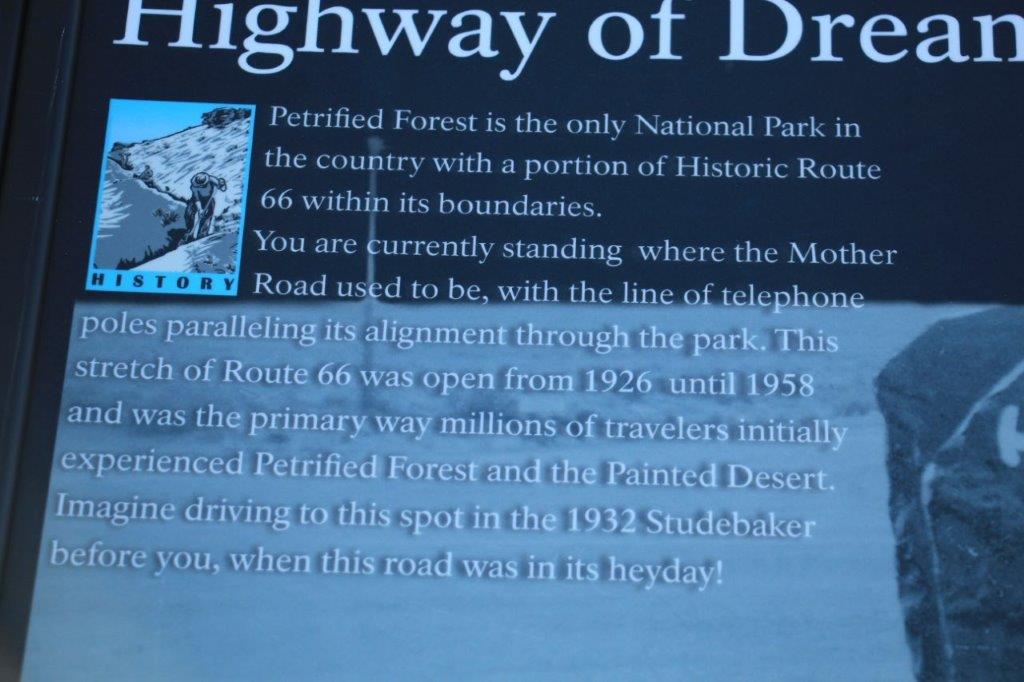 Highway of Drean
Petrified Forest is the only National Park in
the country with a portion of Historic Route
66 within its boundaries.
You are currently standing where the Mother
Road used to be, with the line of telephone
poles paralleling its alignment through the park. This
stretch of Route 66 was open from 1926 until 1958
and was the primary way millions of travelers initially
experienced Petrified Forest and the Painted Desert.
Imagine driving to this spot in the 1932 Studebaker
before you, when this road was in its heyday!
HISTORY